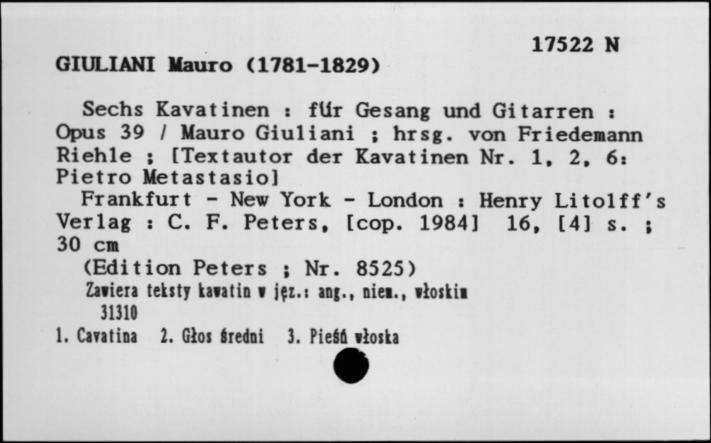 17522 N
GIULIANI Mauro (1781-1829)
Sechs Kavatinen : für Gesang und Gitarren :
Opus 39 / Mauro Giuliani ; hrsg. von Friedemann
Riehle ; [Textautor der Kavatinen Nr. 1, 2, 6:
Pietro Metastasio]
Frankfurt - New York - London : Henry Litolff's
Verlag : C. F. Peters, [cop. 1984] 16, [4] s. ;
30 cm
(Edition Peters ; Nr. 8525)
Zawiera teksty kawatin w jęz.: ang., niem., włoskim
31310
1. Cavatina 2. Głos średni 3. Pieśń włoska